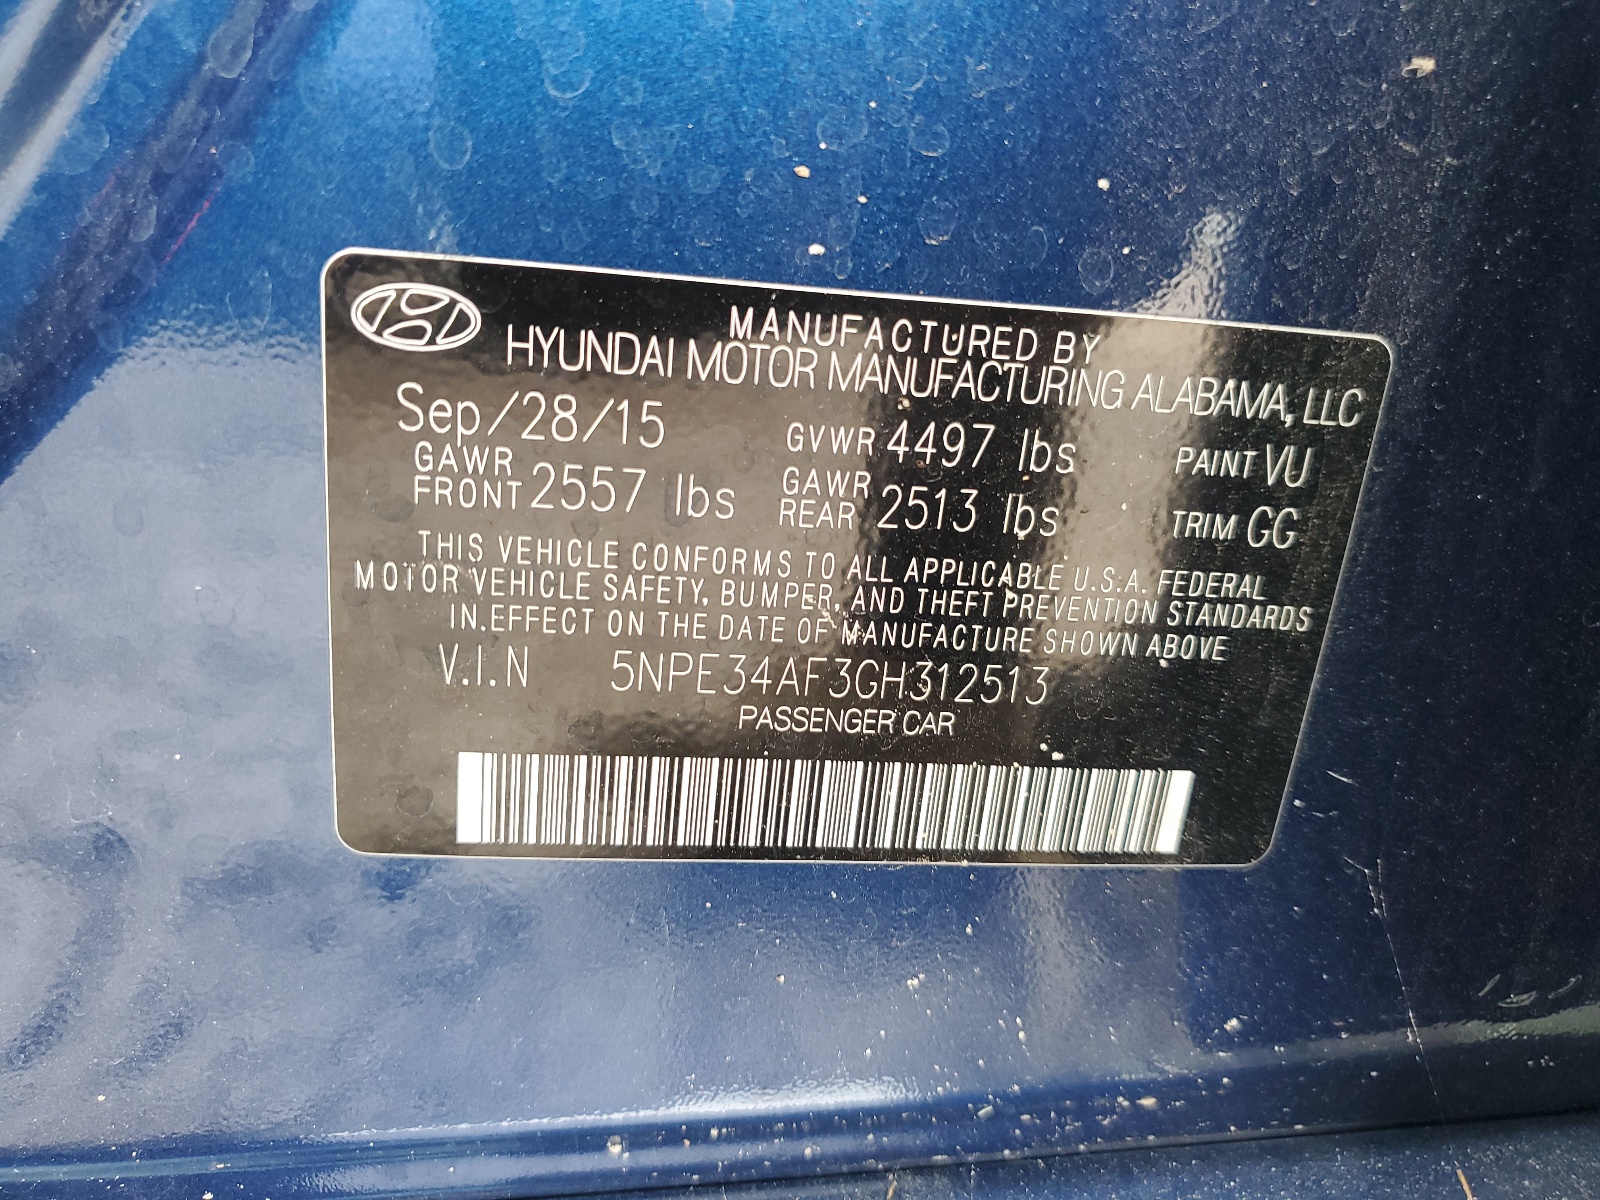 MANUFACTURED BY
HYUNDAI MOTOR MANUFACTURING ALABAMA, LLC
Sep/28/15 GVWR 4497 lbs PAINT VU
GAWR FRONT 2557 lbs GAWR REAR 2513 lbs TRIM GG
THIS VEHICLE CONFORMS TO ALL APPLICABLE U.S.A. FEDERAL
MOTOR VEHICLE SAFETY, BUMPER, AND THEFT PREVENTION STANDARDS
IN EFFECT ON THE DATE OF MANUFACTURE SHOWN ABOVE
V.I.N 5NPE34AF3GH312513
PASSENGER CAR